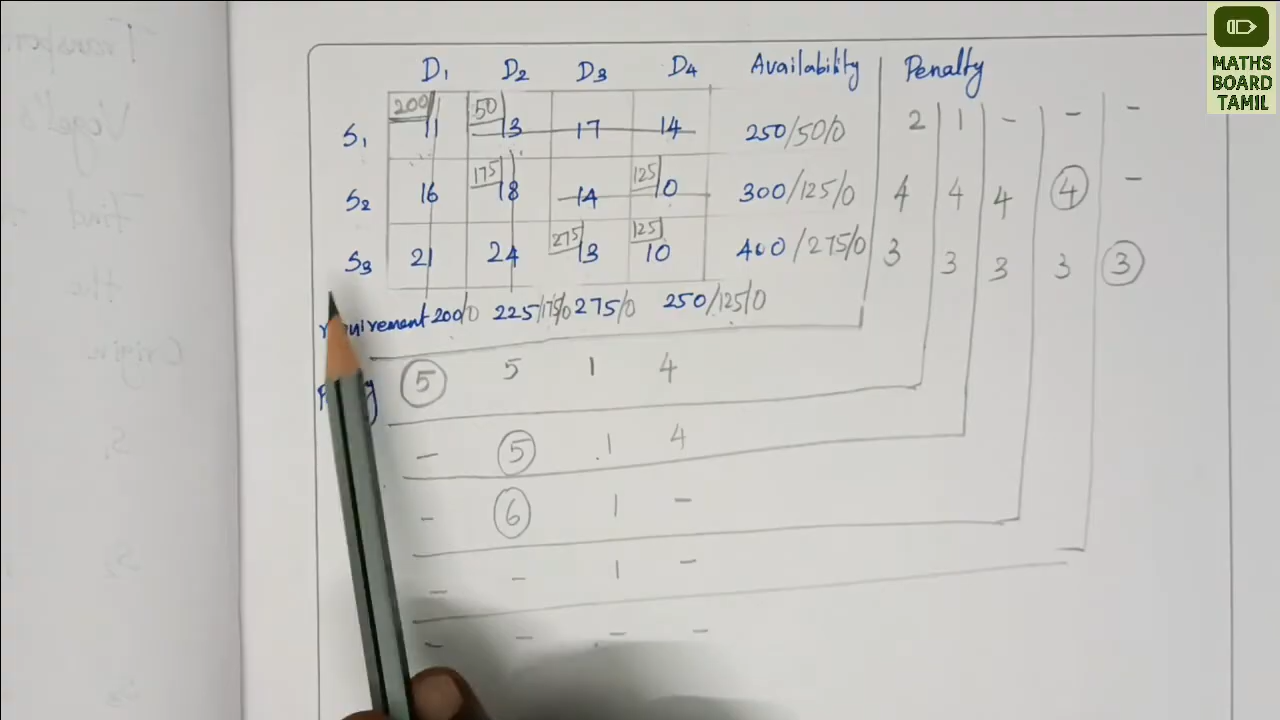 MATHS
BOARD
TAMIL
D1 D2 D3 D4 Availability Penalty
200 50
S1 11 13 17 14 250/50/0 2 1 - - -
175 125
S2 16 18 14 10 300/125/0 4 4 4 4 -
275 125
S3 21 24 13 10 400/275/0 3 3 3 3 3
requirement 200/0 225/175/0 275/0 250/125/0
5 5 1 4
- 5 1 4
- 6 1 -
- - 1 -
- - - -